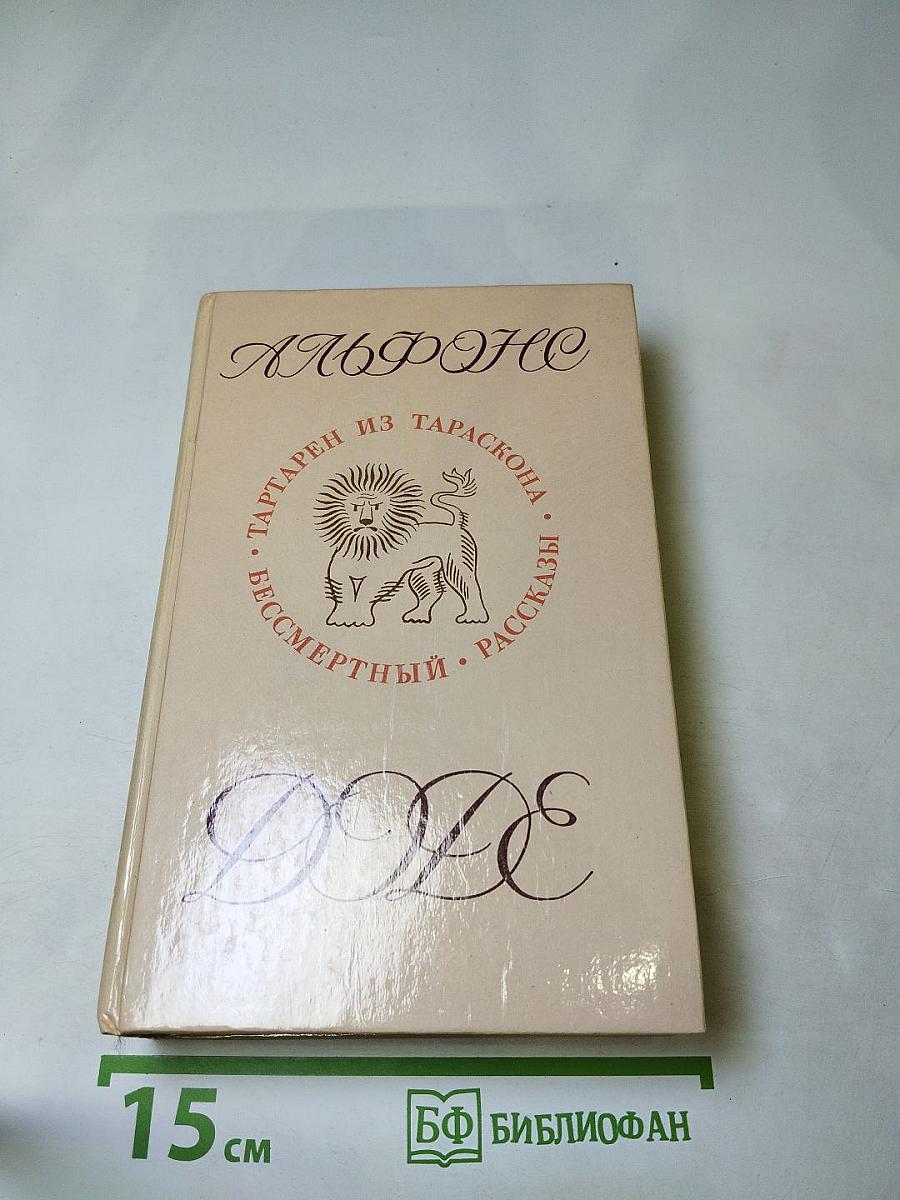 АЛЬФОНС
ТАРТАРЕН ИЗ ТАРАСКОНА ·
БЕССМЕРТНЫЙ · РАССКАЗЫ ·
ДОДЕ
15 см
БФ БИБЛИОФАН